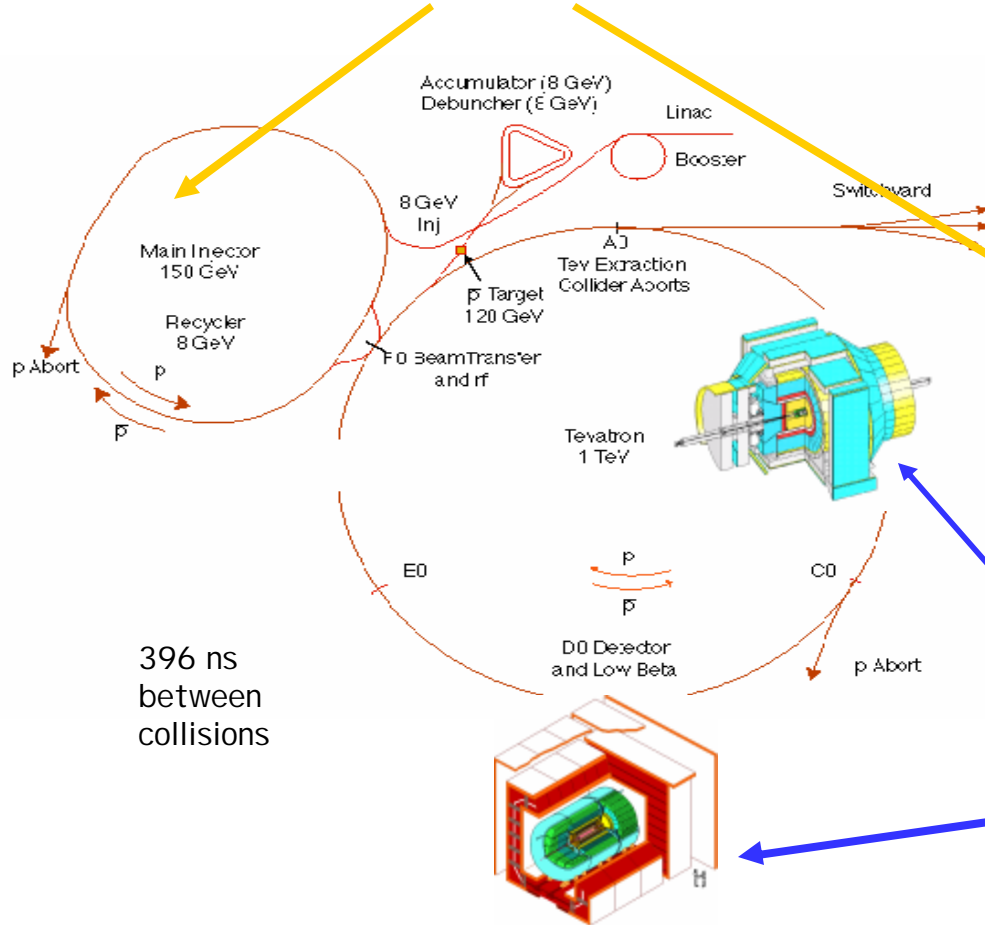 Accumulator (8 GeV)
Debuncher (8 GeV)
Linac
Booster
Switchyard
8 GeV
Inj
A0
Tev Extraction
Collider Aborts
Main Injector
150 GeV
p̅ Target
120 GeV
Recycler
8 GeV
F0 Beam Transfer
and rf
p Abort
p
p̅
Tevatron
1 TeV
E0
p
p̅
C0
D0 Detector
and Low Beta
p Abort
396 ns
between
collisions